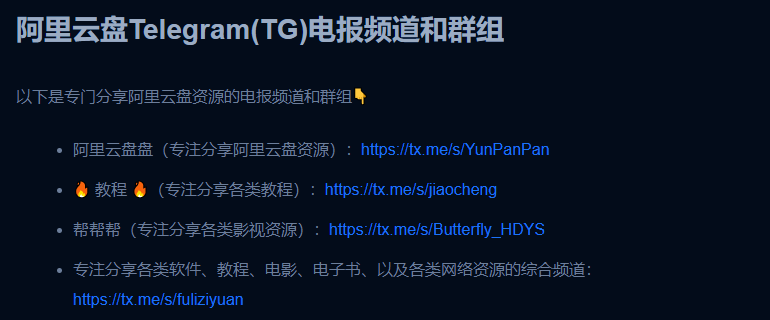 阿里云盘Telegram(TG)电报频道和群组
以下是专门分享阿里云盘资源的电报频道和群组👇
阿里云盘盘（专注分享阿里云盘资源）：https://tx.me/s/YunPanPan
🔥 教程 🔥（专注分享各类教程）：https://tx.me/s/jiaocheng
帮帮帮（专注分享各类影视资源）：https://tx.me/s/Butterfly_HDYS
专注分享各类软件、教程、电影、电子书、以及各类网络资源的综合频道：
https://tx.me/s/fuliziyuan